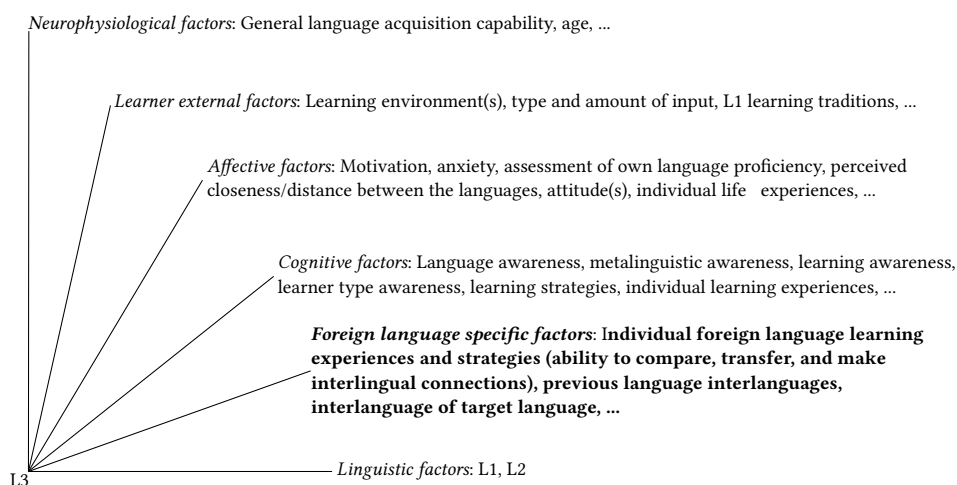 Neurophysiological factors: General language acquisition capability, age, ...
Learner external factors: Learning environment(s), type and amount of input, L1 learning traditions, ...
Affective factors: Motivation, anxiety, assessment of own language proficiency, perceived
closeness/distance between the languages, attitude(s), individual life experiences, ...
Cognitive factors: Language awareness, metalinguistic awareness, learning awareness,
learner type awareness, learning strategies, individual learning experiences, ...
Foreign language specific factors: Individual foreign language learning
experiences and strategies (ability to compare, transfer, and make
interlingual connections), previous language interlanguages,
interlanguage of target language, ...
Linguistic factors: L1, L2
L3